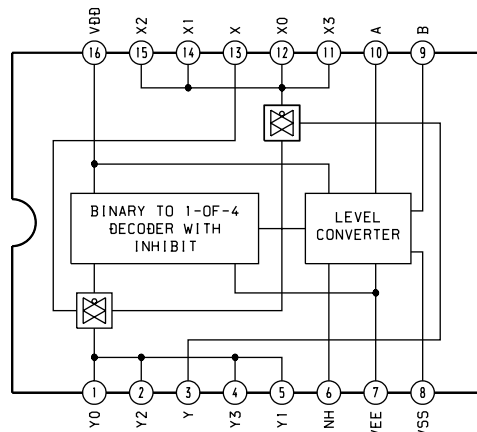 VDD X2 X1 X X0 X3 A B
16 15 14 13 12 11 10 9
BINARY TO 1-OF-4
DECODER WITH
INHIBIT
LEVEL
CONVERTER
1 2 3 4 5 6 7 8
Y0 Y2 Y Y3 Y1 NH VEE VSS